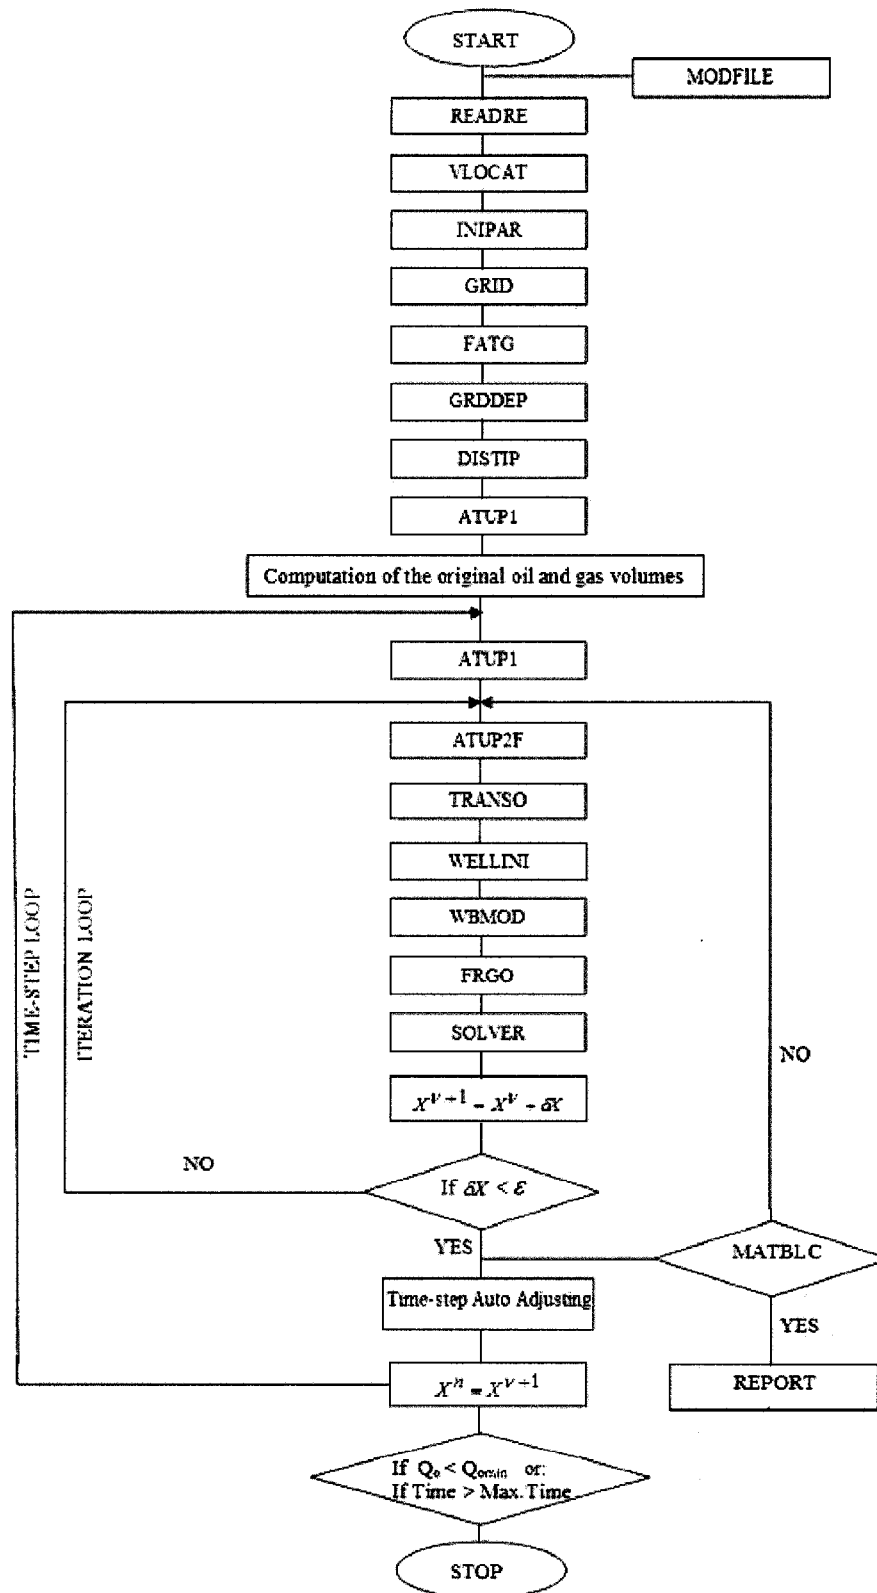 START
MODFILE
READRE
VLOCAT
INIPAR
GRID
FATG
GRDDEP
DISTIP
ATUP1
Computation of the original oil and gas volumes
ATUP1
ATUP2F
TRANSO
WELLINI
WBMOD
FRGO
SOLVER
TIME-STEP LOOP
ITERATION LOOP
NO
X^{ν+1} = X^ν + δX
NO
If δX < ε
YES
MATBLC
Time-step Auto Adjusting
YES
X^n = X^{ν+1}
REPORT
If Q_o < Q_{omin} or:
If Time > Max. Time
STOP